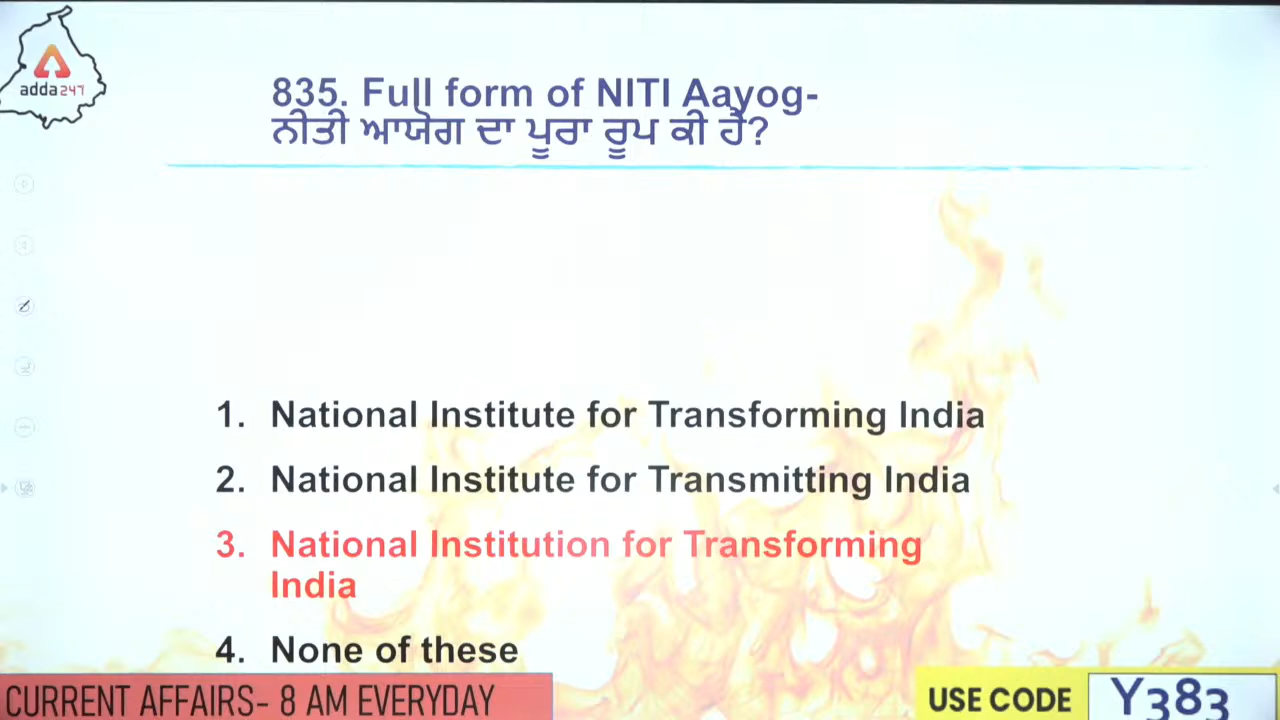 adda247
835. Full form of NITI Aayog-
ਨੀਤੀ ਆਯੋਗ ਦਾ ਪੂਰਾ ਰੂਪ ਕੀ ਹੈ?
1. National Institute for Transforming India
2. National Institute for Transmitting India
3. National Institution for Transforming
India
4. None of these
CURRENT AFFAIRS- 8 AM EVERYDAY
USE CODE Y383